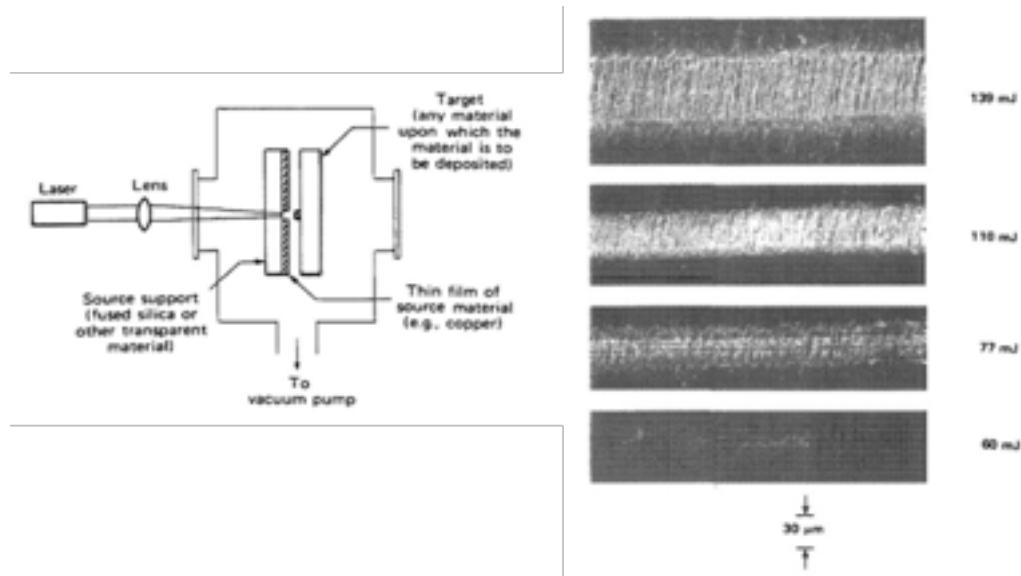 Target
(any material
upon which the
material is to
be deposited)
Laser
Lens
Source support
(fused silica or
other transparent
material)
Thin film of
source material
(e.g., copper)
To
vacuum pump
139 mJ
110 mJ
77 mJ
60 mJ
30 μm